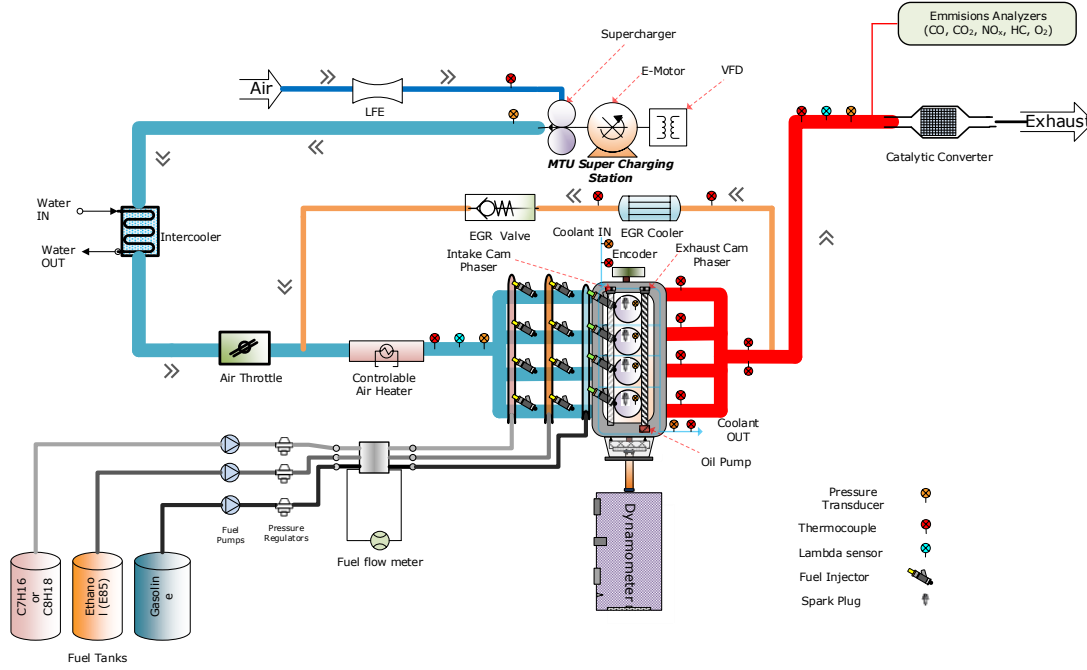 Emmisions Analyzers
(CO, CO₂, NOₓ, HC, O₂)
Supercharger
E-Motor
VFD
Air
LFE
Exhaust
Catalytic Converter
MTU Super Charging
Station
Water
IN
Intercooler
Water
OUT
EGR Valve
EGR Cooler
Coolant IN
Intake Cam
Phaser
Encoder
Exhaust Cam
Phaser
Air Throttle
Controlable
Air Heater
Coolant
OUT
Oil Pump
Fuel
Pumps
Pressure
Regulators
Fuel flow meter
Dynamometer
C7H16
or
C8H18
Ethano
l (E85)
Gasolin
e
Fuel Tanks
Pressure
Transducer
Thermocouple
Lambda sensor
Fuel Injector
Spark Plug